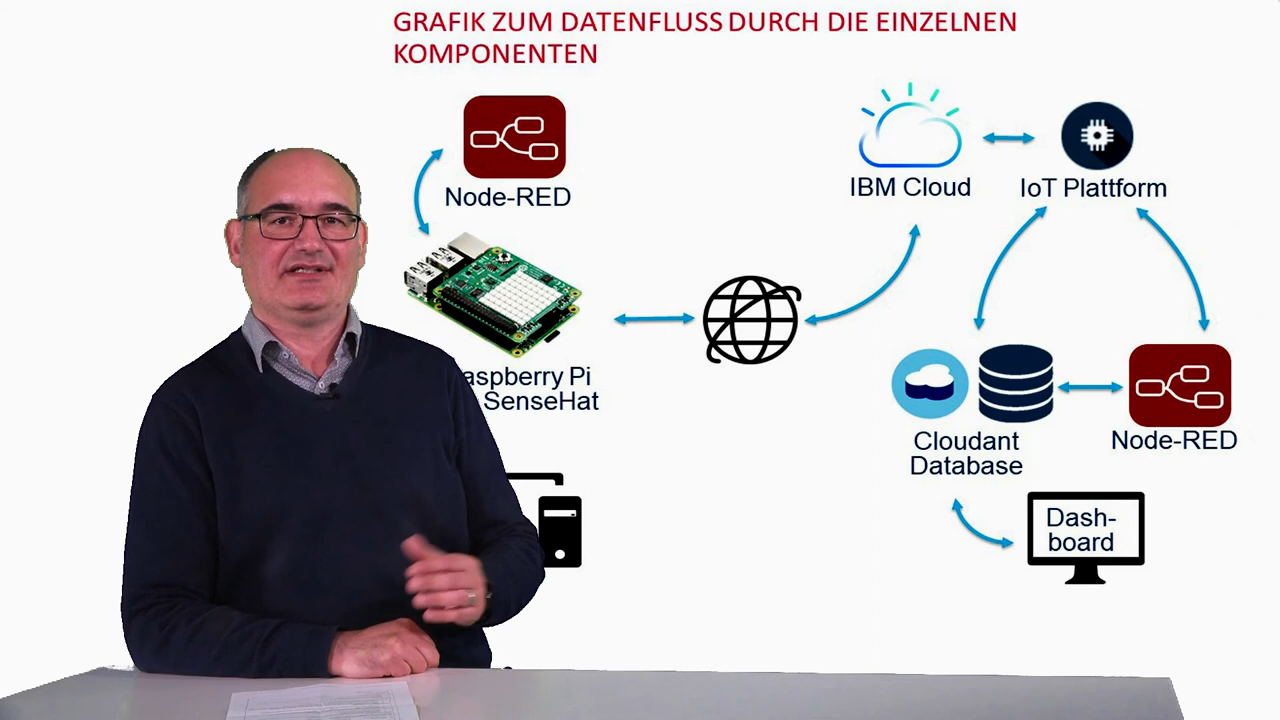 GRAFIK ZUM DATENFLUSS DURCH DIE EINZELNEN
KOMPONENTEN
Node-RED
IBM Cloud
IoT Plattform
aspberry Pi
SenseHat
Cloudant
Database
Node-RED
Dash-
board